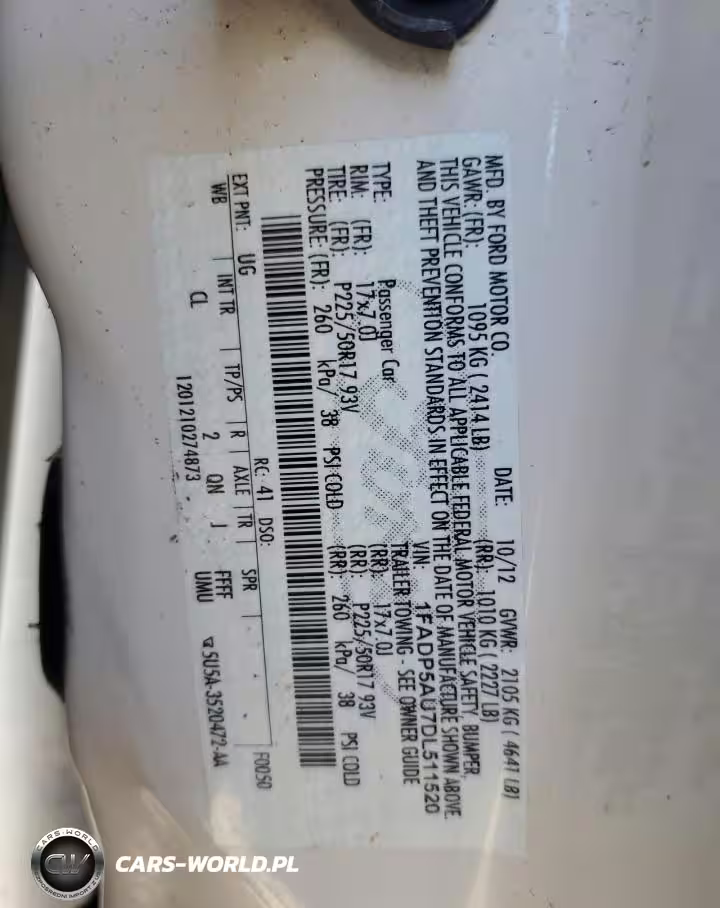 MFD. BY FORD MOTOR CO.
DATE: 10/12 GVWR: 2105 KG ( 4641 LB)
GAWR: (FR): 1095 KG ( 2414 LB) (RR): 1010 KG ( 2227 LB)
THIS VEHICLE CONFORMS TO ALL APPLICABLE FEDERAL MOTOR VEHICLE SAFETY, BUMPER,
AND THEFT PREVENTION STANDARDS IN EFFECT ON THE DATE OF MANUFACTURE SHOWN ABOVE.
VIN: 1FADP5AU7DL511520
TYPE: Passenger Car TRAILER TOWING - SEE OWNER GUIDE
RIM: (FR): 17x7.0J (RR): 17x7.0J
TIRE: (FR): P225/50R17 93V (RR): P225/50R17 93V
PRESSURE: (FR): 260 kPa/ 38 PSI COLD (RR): 260 kPa/ 38 PSI COLD
F0050
EXT PNT: UG RC: 41 DSO:
WB INT TR TP/PS R AXLE TR SPR
CL 2 QN J FFFF
UMU
1201210274873 5U5A-3520472-AA
CARS-WORLD
CW
CARS-WORLD.PL